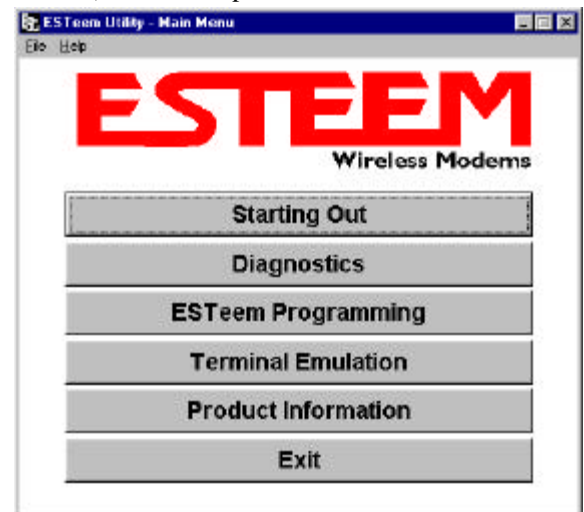 ESTeem Utility - Main Menu
File Help
ESTEEM
Wireless Modems
Starting Out
Diagnostics
ESTeem Programming
Terminal Emulation
Product Information
Exit